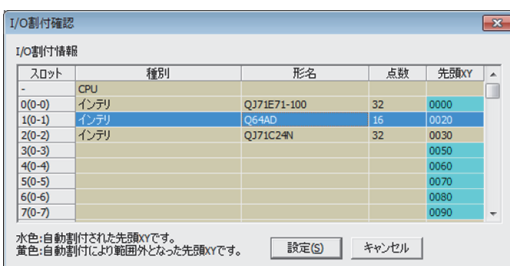 I/O割付確認
I/O割付情報
スロット 種別 形名 点数 先頭XY
- CPU
0(0-0) インテリ QJ71E71-100 32 0000
1(0-1) インテリ Q64AD 16 0020
2(0-2) インテリ QJ71C24N 32 0030
3(0-3) 0050
4(0-4) 0060
5(0-5) 0070
6(0-6) 0080
7(0-7) 0090
水色:自動割付された先頭XYです。
黄色:自動割付により範囲外となった先頭XYです。
設定(S) キャンセル